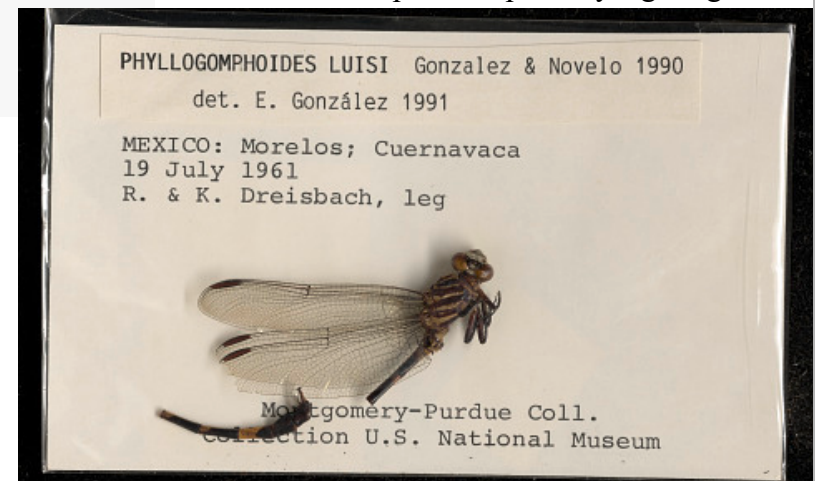 PHYLLOGOMPHOIDES LUISI Gonzalez & Novelo 1990
det. E. González 1991
MEXICO: Morelos; Cuernavaca
19 July 1961
R. & K. Dreisbach, leg
Montgomery-Purdue Coll.
Collection U.S. National Museum